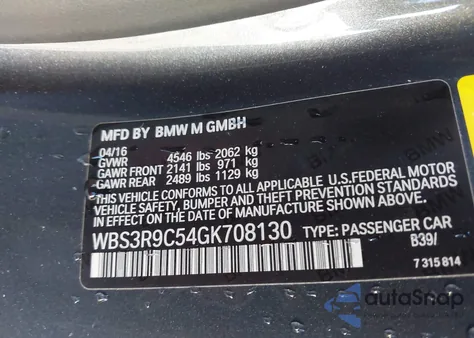 MFD BY BMW M GMBH
04/16
GVWR 4546 lbs 2062 kg
GAWR FRONT 2141 lbs 971 kg
GAWR REAR 2489 lbs 1129 kg
THIS VEHICLE CONFORMS TO ALL APPLICABLE U.S.FEDERAL MOTOR
VEHICLE SAFETY, BUMPER, AND THEFT PREVENTION STANDARDS
IN EFFECT ON THE DATE OF MANUFACTURE SHOWN ABOVE.
WBS3R9C54GK708130 TYPE: PASSENGER CAR
B39/
7 315 814
autoSnap